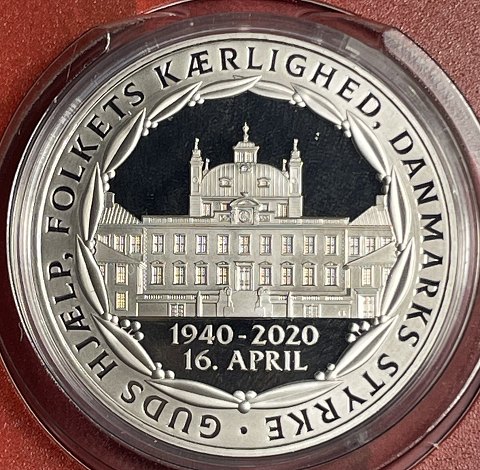 GUDS HJÆLP, FOLKETS KÆRLIGHED, DANMARKS STYRKE ·
1940-2020
16. APRIL